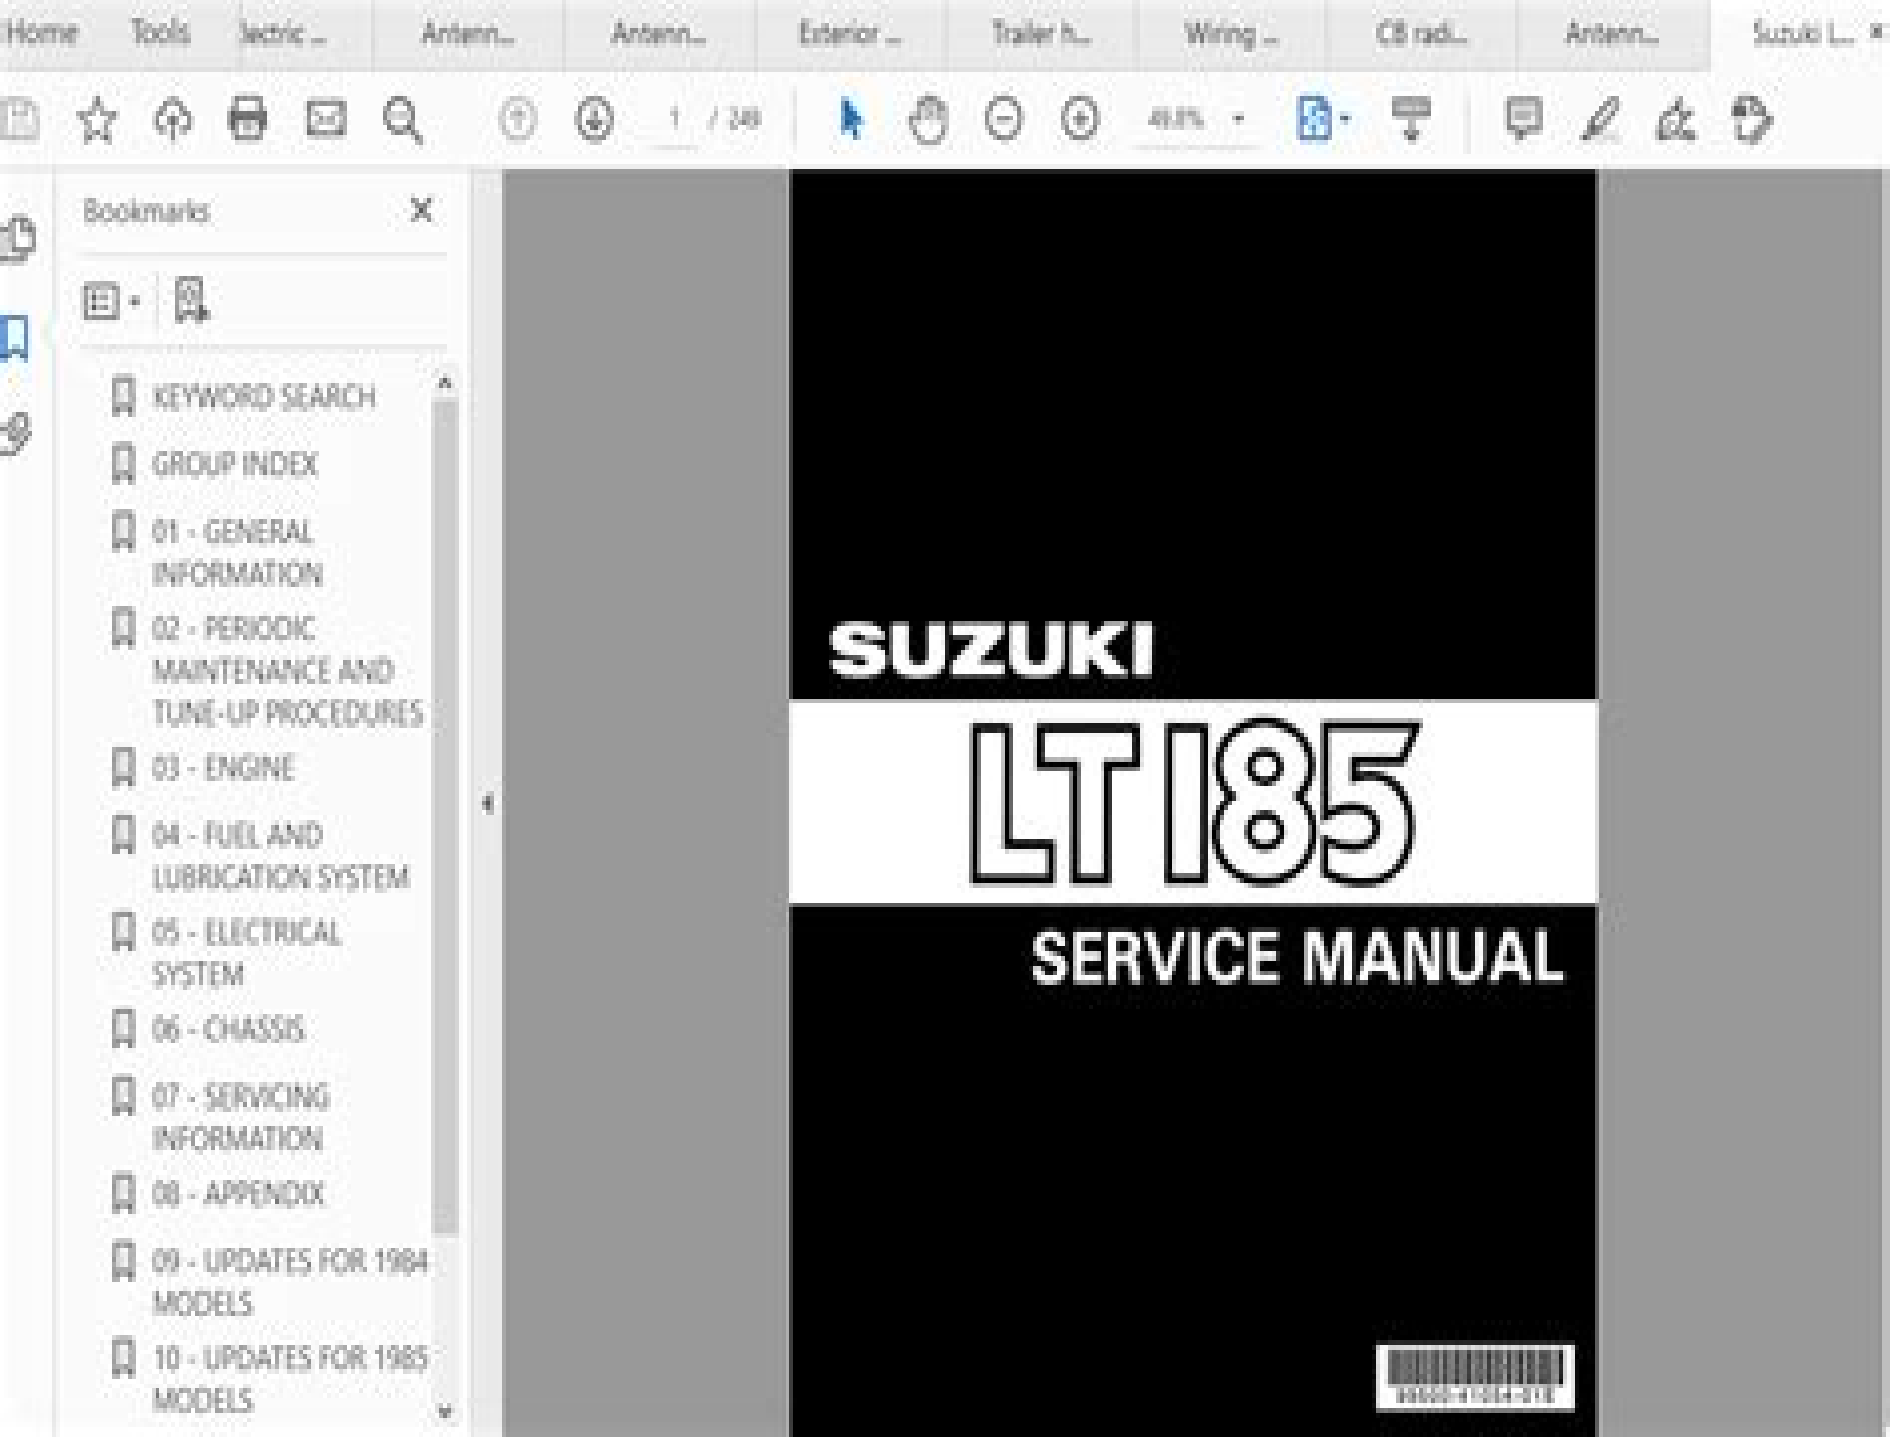 Home Tools lectric ... Antenn... Antenn... Exterior ... Trailer h... Wiring ... CB radi... Antenn... Suzuki L...
1 / 249
Bookmarks
KEYWORD SEARCH
GROUP INDEX
01 - GENERAL
INFORMATION
02 - PERIODIC
MAINTENANCE AND
TUNE-UP PROCEDURES
03 - ENGINE
04 - FUEL AND
LUBRICATION SYSTEM
05 - ELECTRICAL
SYSTEM
06 - CHASSIS
07 - SERVICING
INFORMATION
08 - APPENDIX
09 - UPDATES FOR 1984
MODELS
10 - UPDATES FOR 1985
MODELS
SUZUKI
LT185
SERVICE MANUAL